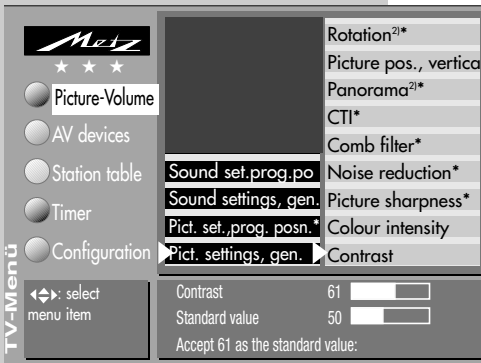 Metz
Picture-Volume
AV devices
Station table
Timer
Configuration
TV-Menü
Sound set.prog.po
Sound settings, gen.
Pict. set.,prog. posn.*
Pict. settings, gen.
Rotation2)*
Picture pos., vertica
Panorama2)*
CTI*
Comb filter*
Noise reduction*
Picture sharpness*
Colour intensity
Contrast
: select
menu item
Contrast 61
Standard value 50
Accept 61 as the standard value: